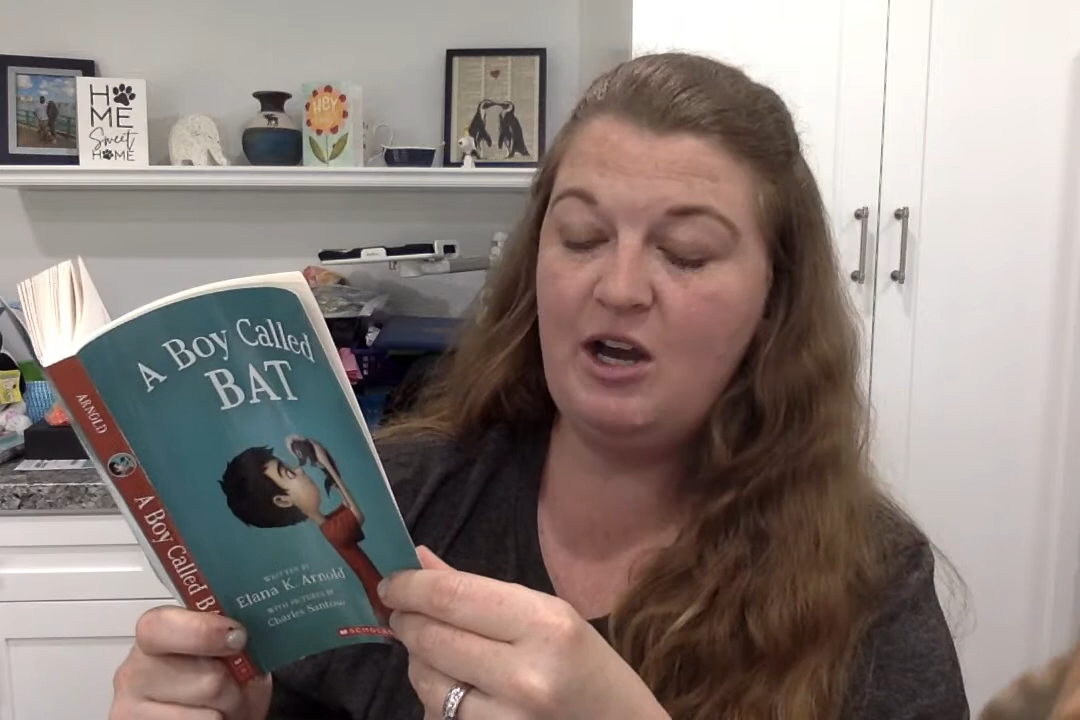 HOME
Sweet
HOME
HEY
A Boy Called
BAT
WRITTEN BY
Elana K. Arnold
WITH PICTURES BY
Charles Santoso
SCHOLASTIC
ARNOLD
A Boy Called BAT